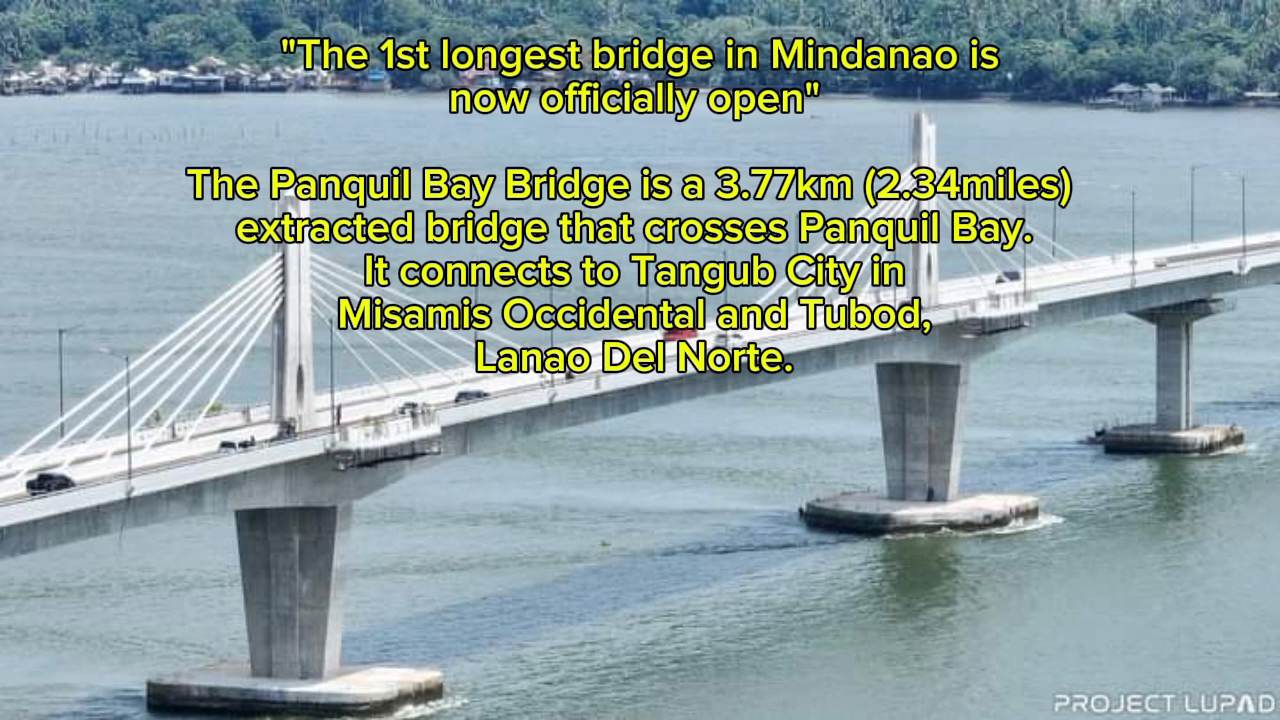 "The 1st longest bridge in Mindanao is
now officially open"
The Panquil Bay Bridge is a 3.77km (2.34miles)
extracted bridge that crosses Panquil Bay.
It connects to Tangub City in
Misamis Occidental and Tubod,
Lanao Del Norte.
PROJECT LUPAD